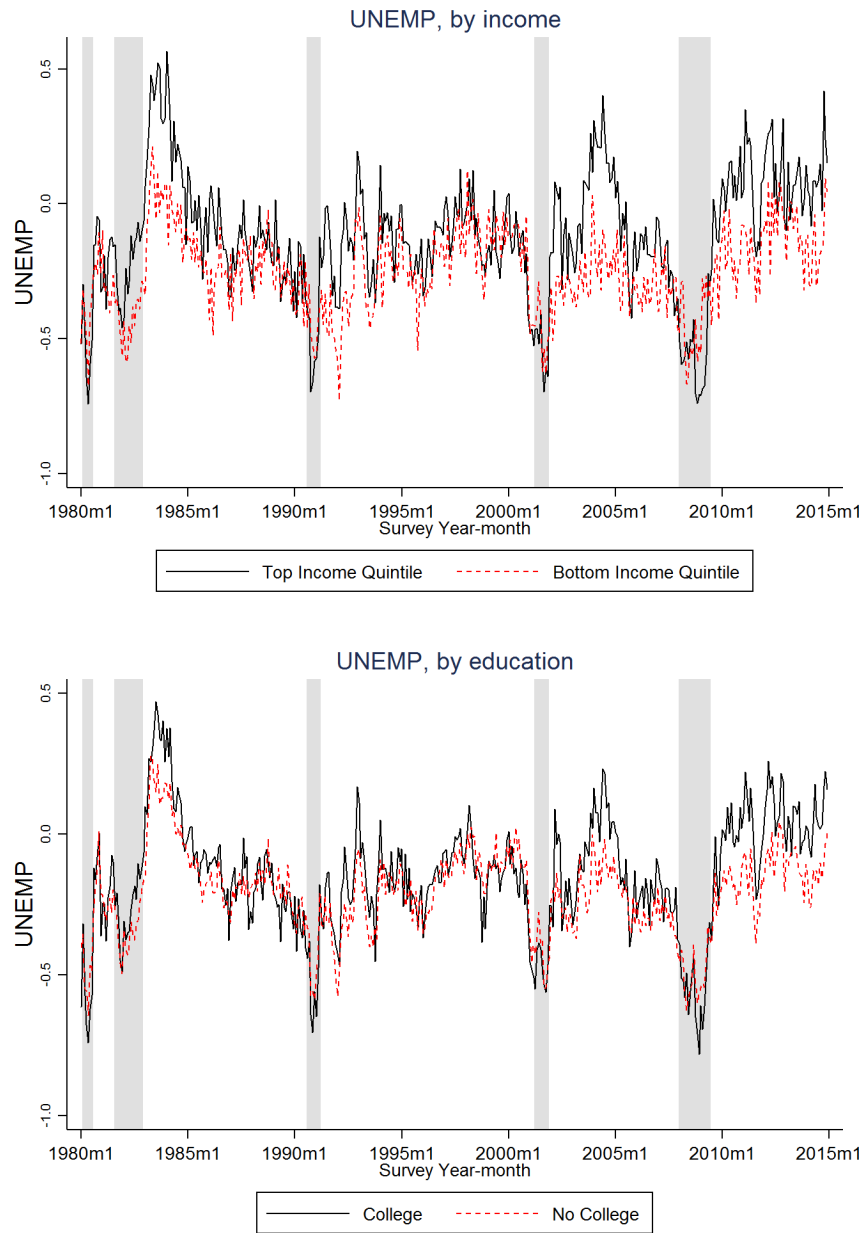 UNEMP, by income
UNEMP
0.5
0.0
-0.5
-1.0
1980m1 1985m1 1990m1 1995m1 2000m1 2005m1 2010m1 2015m1
Survey Year-month
Top Income Quintile Bottom Income Quintile
UNEMP, by education
UNEMP
0.5
0.0
-0.5
-1.0
1980m1 1985m1 1990m1 1995m1 2000m1 2005m1 2010m1 2015m1
Survey Year-month
College No College